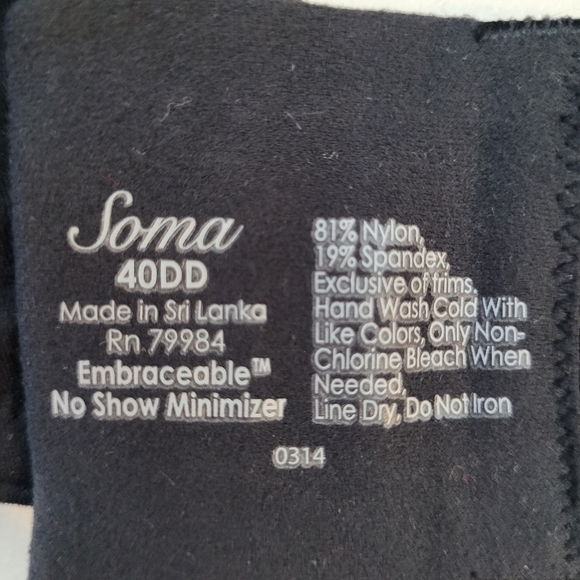 Soma
40DD
Made in Sri Lanka
Rn 79984
Embraceable™
No Show Minimizer
81% Nylon,
19% Spandex,
Exclusive of trims.
Hand Wash Cold With
Like Colors, Only Non-
Chlorine Bleach When
Needed,
Line Dry, Do Not Iron
0314